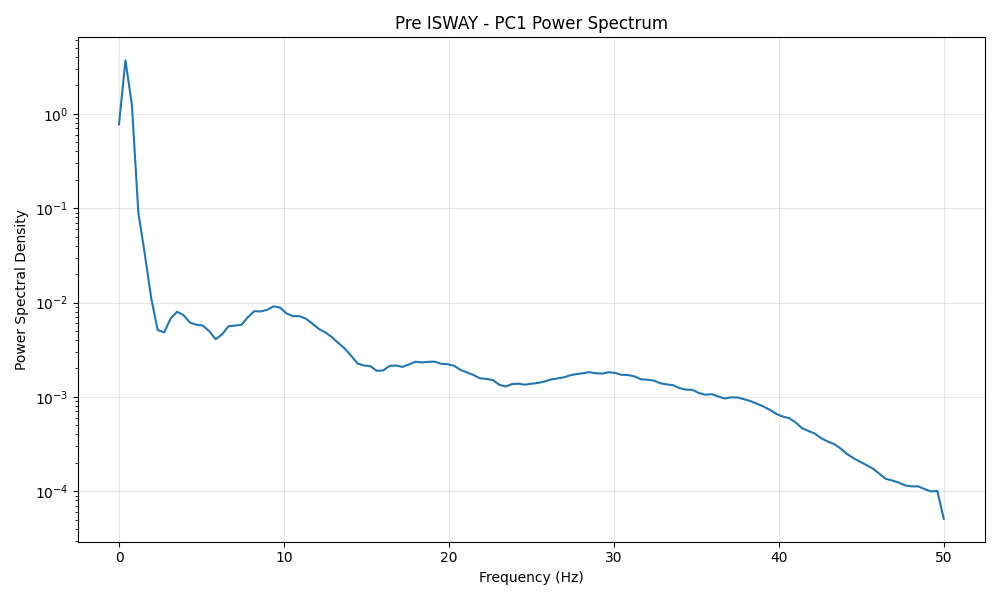 Pre ISWAY - PC1 Power Spectrum
Power Spectral Density
10⁰
10⁻¹
10⁻²
10⁻³
10⁻⁴
0 10 20 30 40 50
Frequency (Hz)